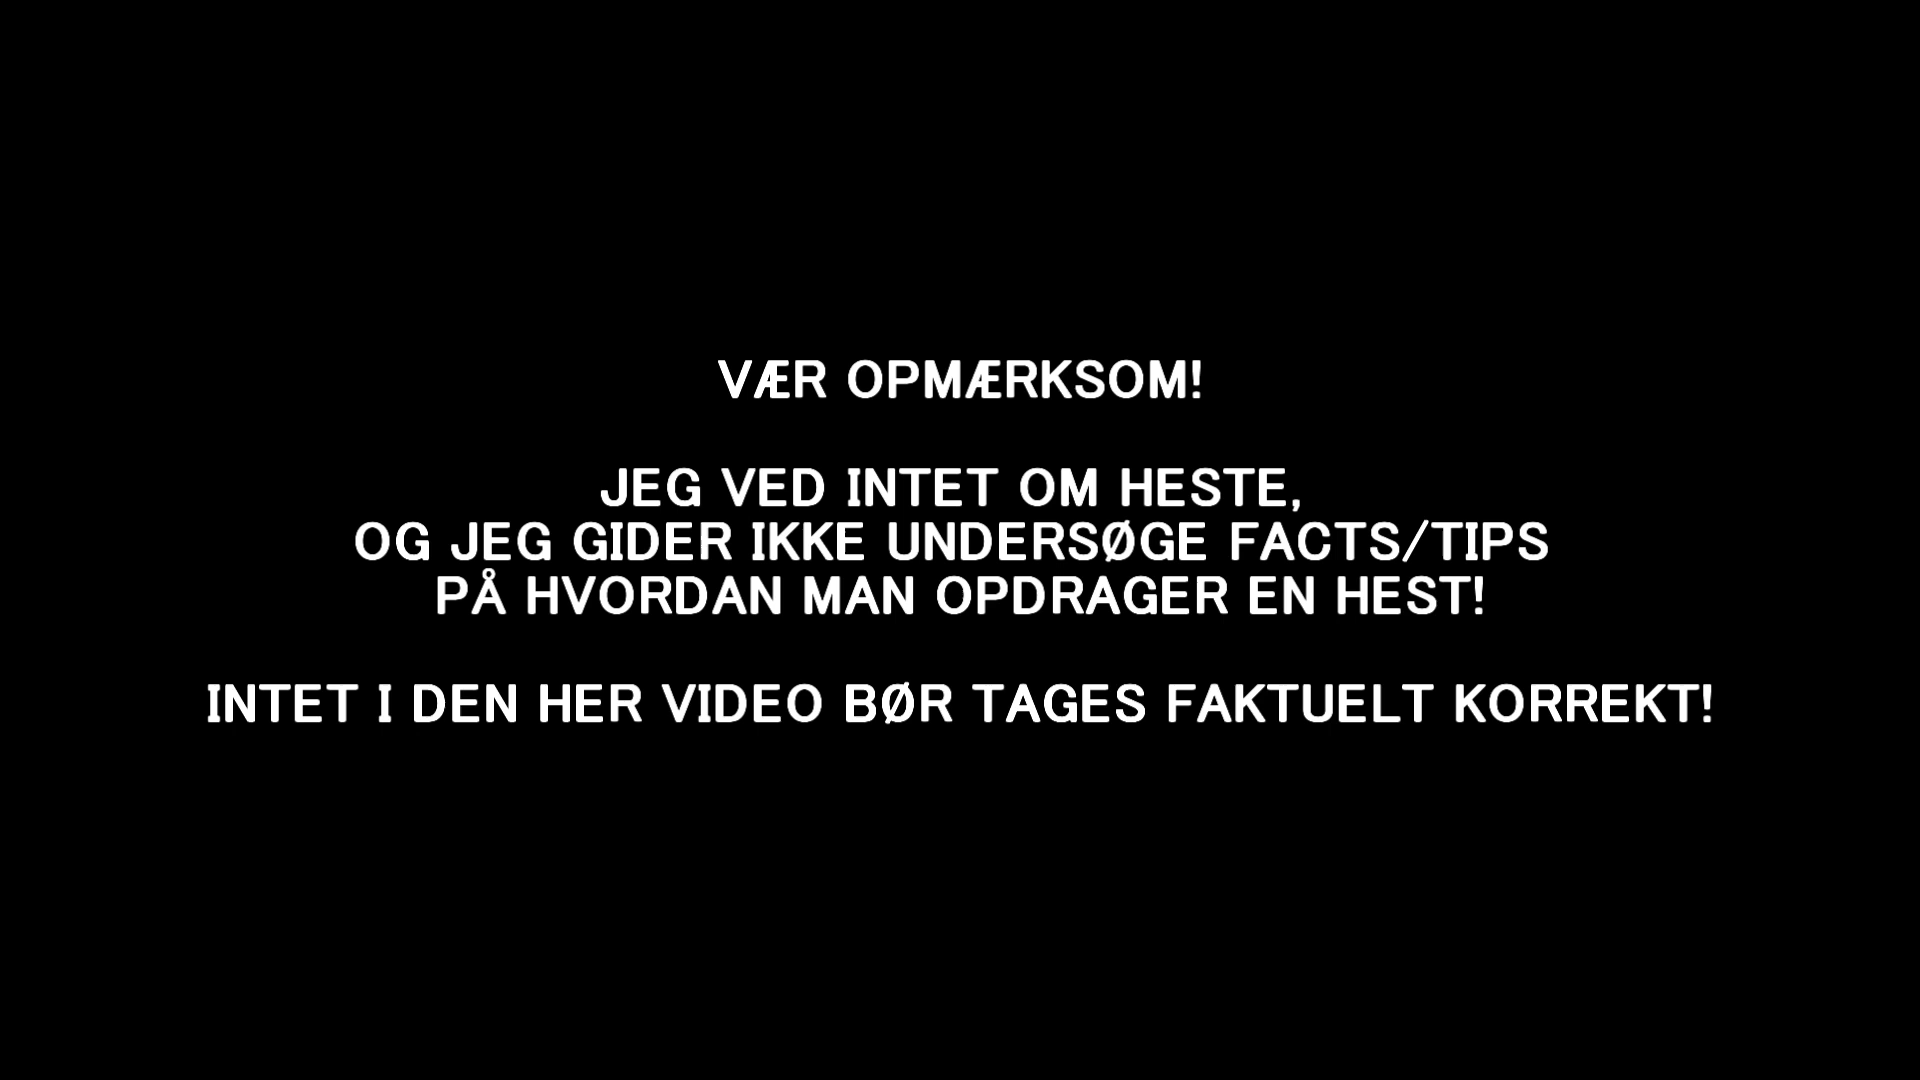 VÆR OPMÆRKSOM!
JEG VED INTET OM HESTE,
OG JEG GIDER IKKE UNDERSØGE FACTS/TIPS
PÅ HVORDAN MAN OPDRAGER EN HEST!
INTET I DEN HER VIDEO BØR TAGES FAKTUELT KORREKT!